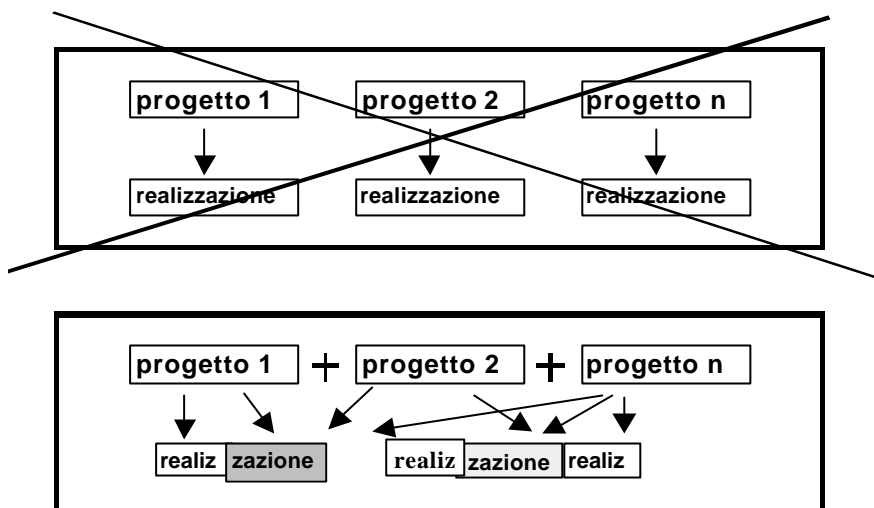 progetto 1 progetto 2 progetto n
realizzazione realizzazione realizzazione
progetto 1 + progetto 2 + progetto n
realiz zazione realiz zazione realiz